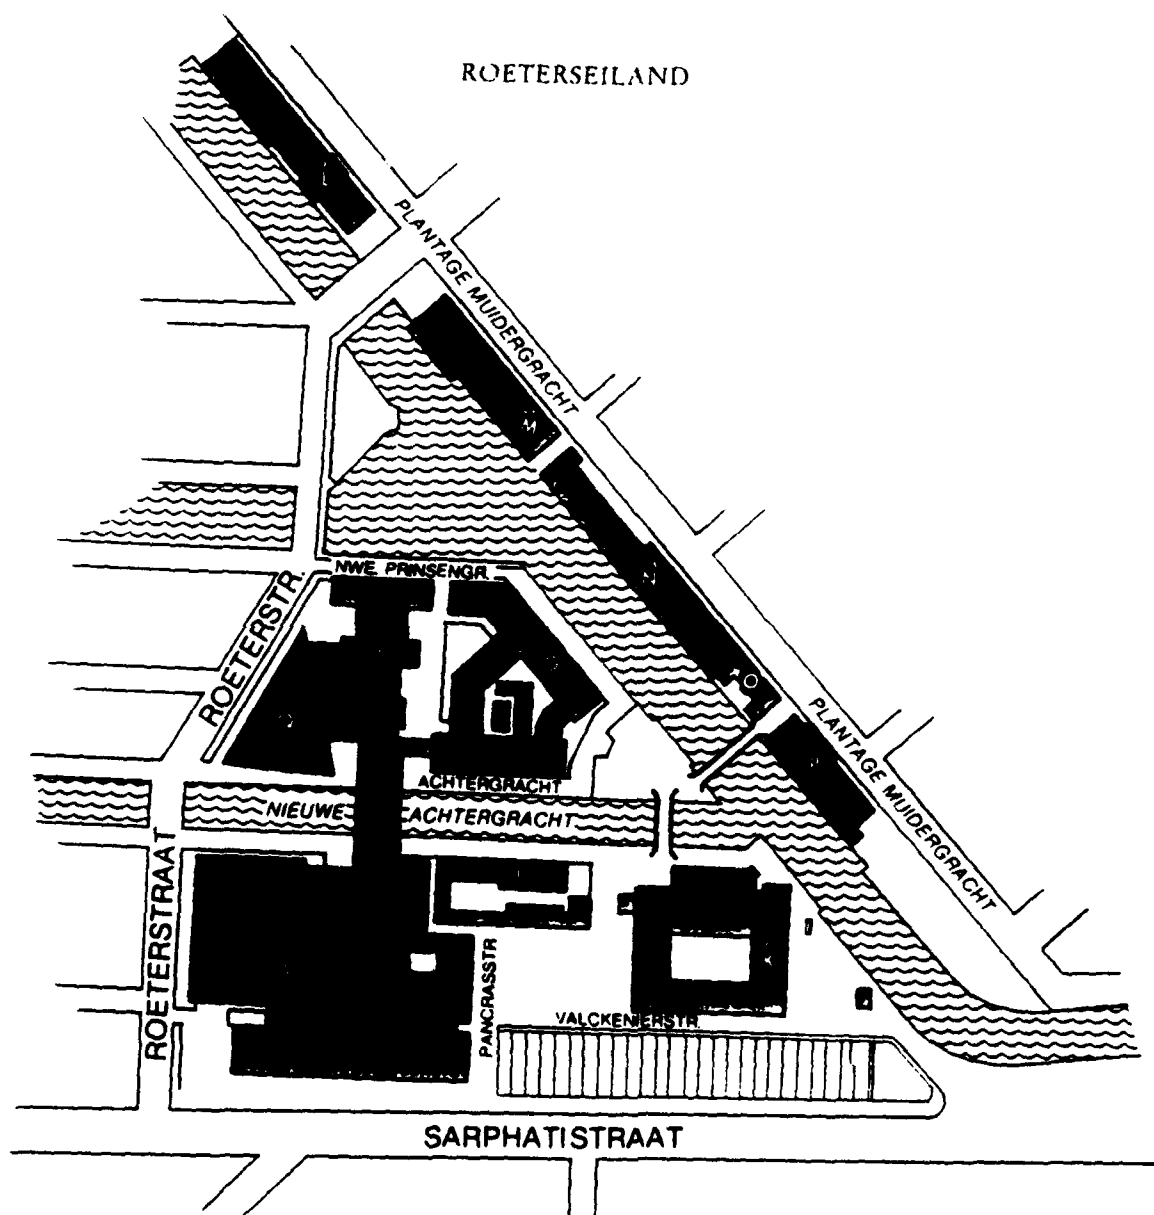 ROETERSEILAND
PLANTAGE MUIDERGRACHT
M
NWE PRINSENGR.
ROETERSTR.
PLANTAGE MUIDERGRACHT
ACHTERGRACHT
NIEUWE ACHTERGRACHT
ROETERSTRAAT
PANCRASSTR
VALCKENIERSTR.
SARPHATISTRAAT